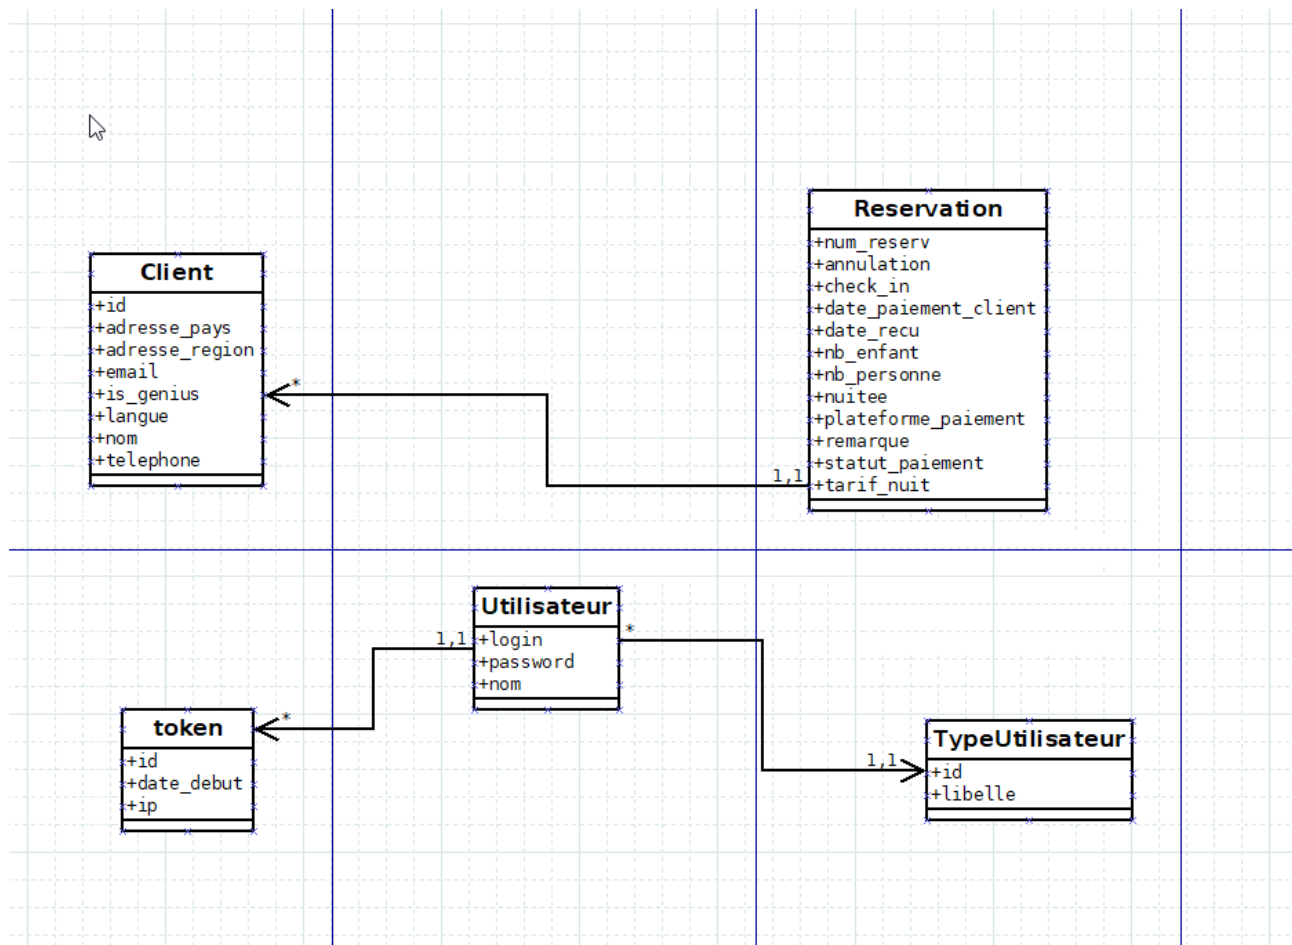 Reservation
+num_reserv
+annulation
+check_in
+date_paiement_client
+date_recu
+nb_enfant
+nb_personne
+nuitee
+plateforme_paiement
+remarque
+statut_paiement
+tarif_nuit
Client
+id
+adresse_pays
+adresse_region
+email
+is_genius
+langue
+nom
+telephone
*
1,1
Utilisateur
+login
+password
+nom
1,1
*
token
+id
+date_debut
+ip
*
TypeUtilisateur
+id
+libelle
1,1